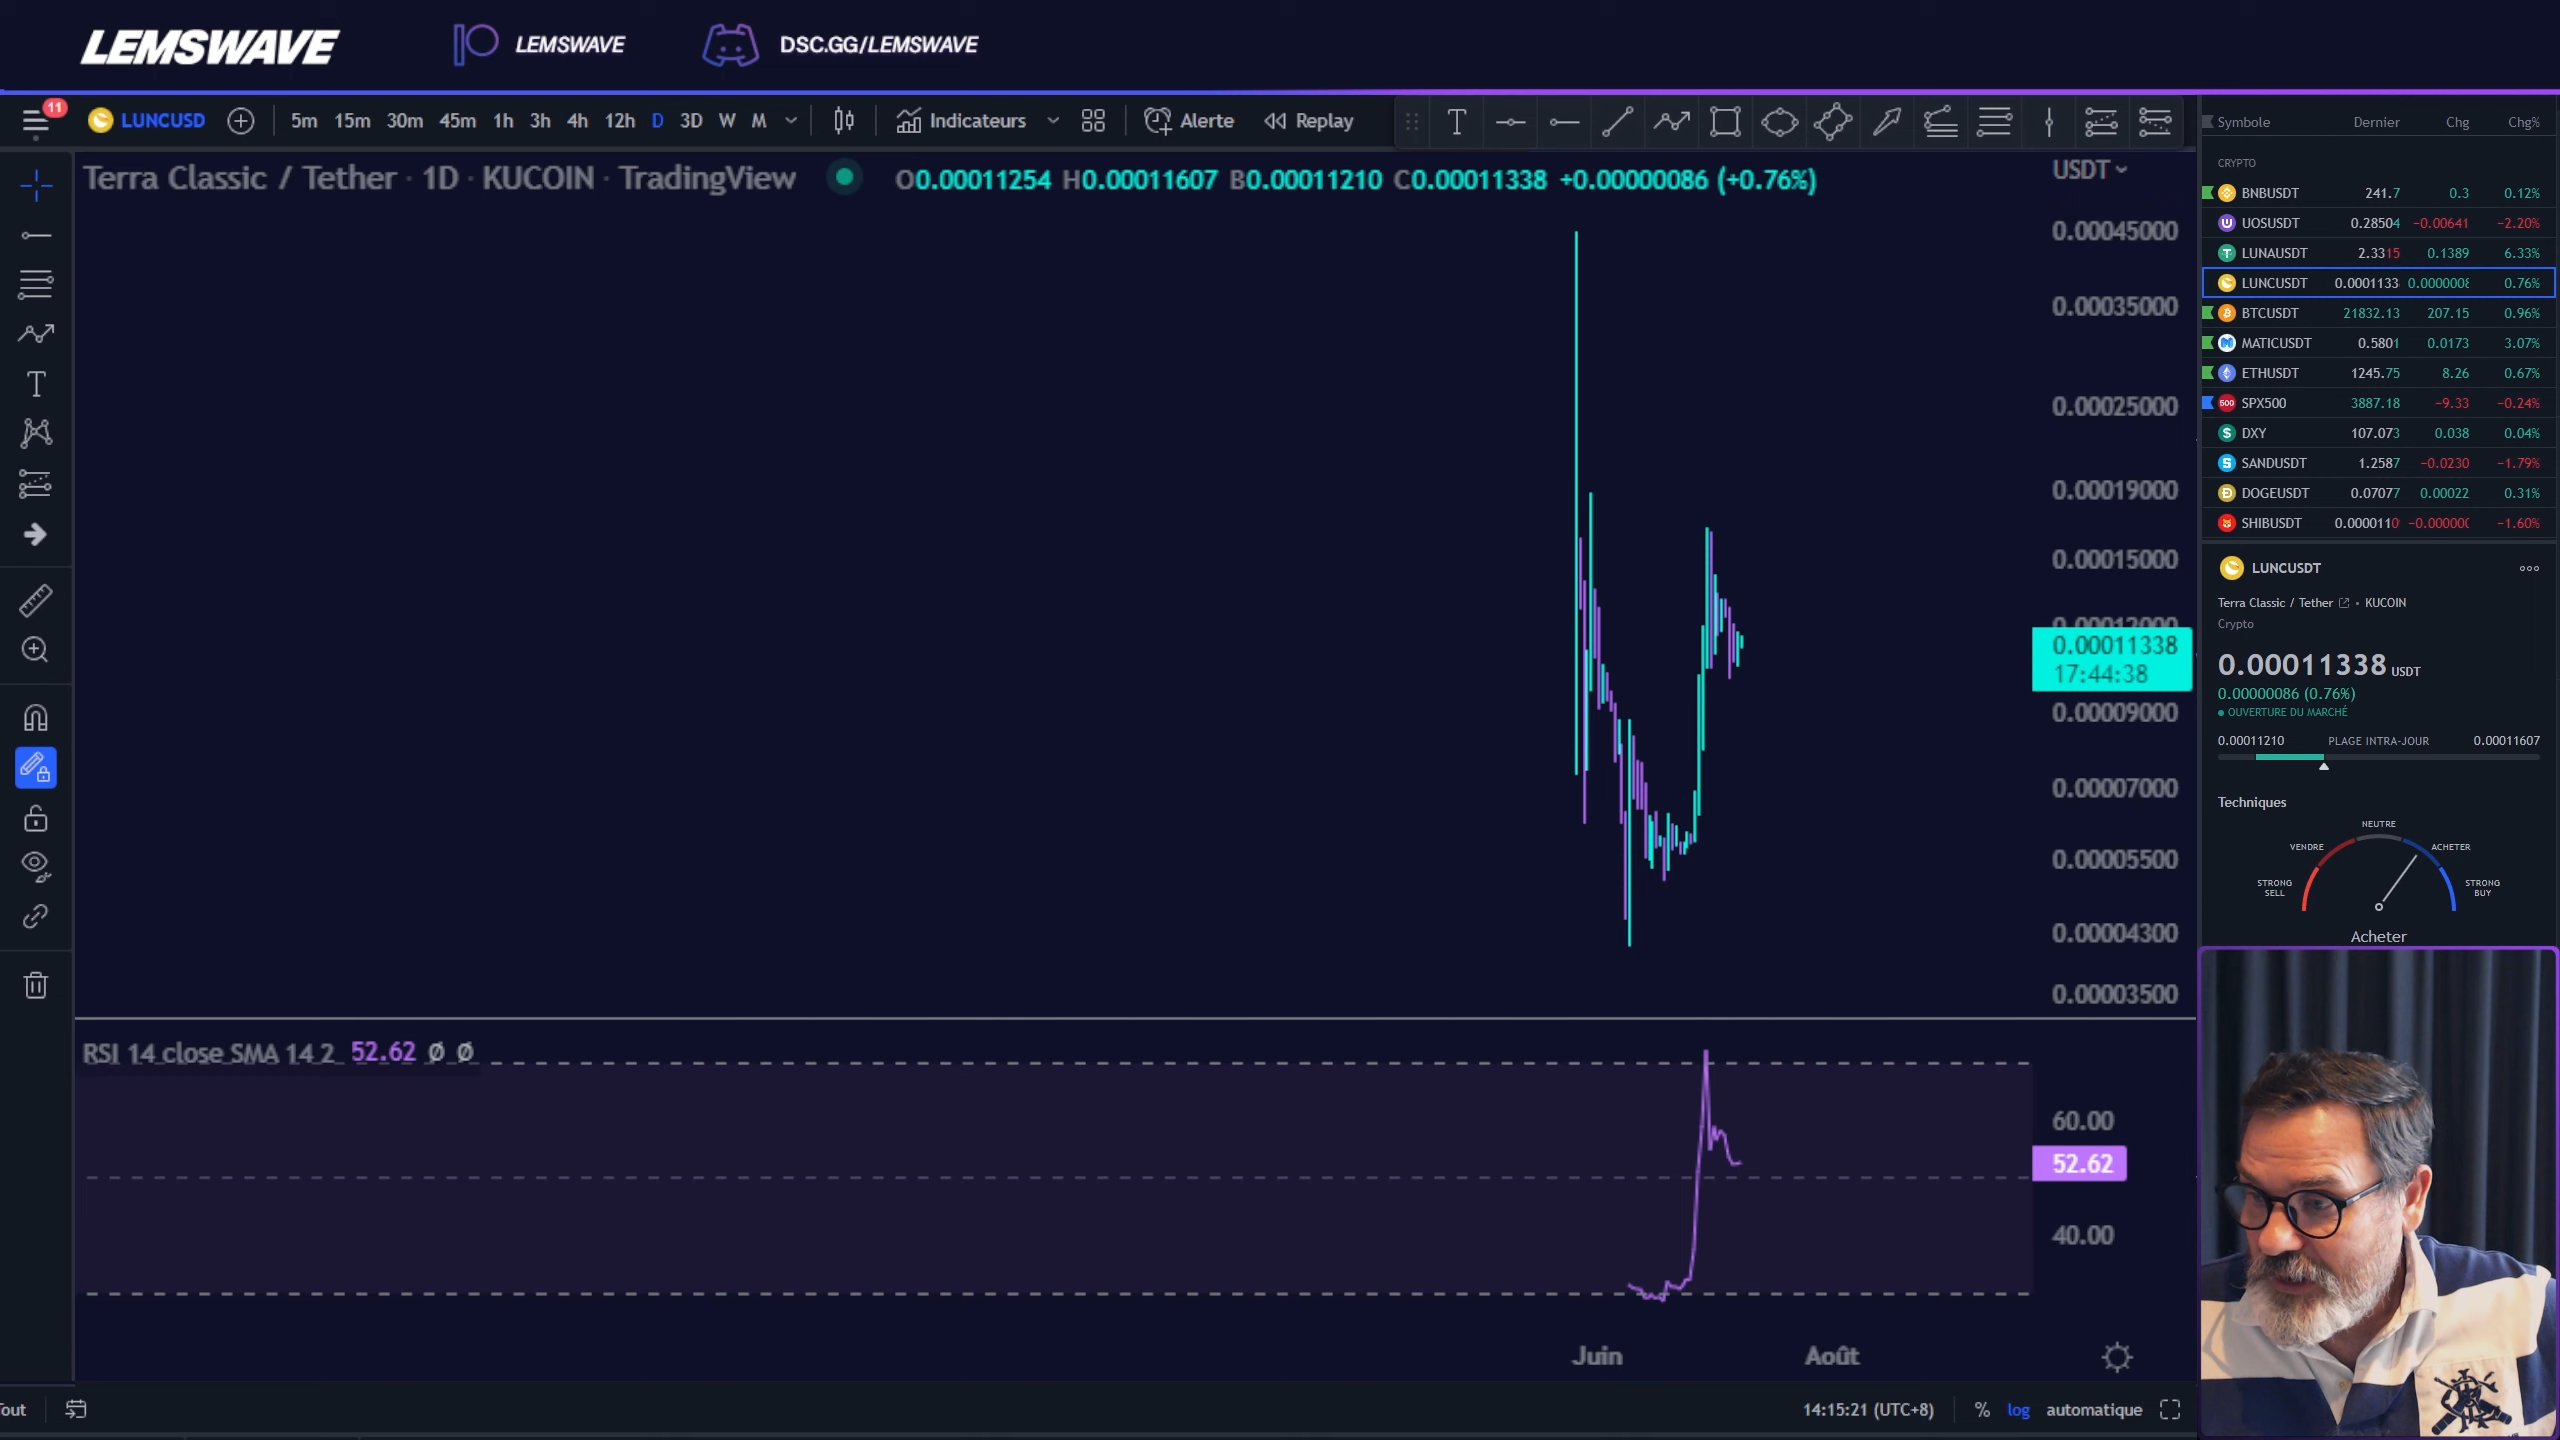 LEMSWAVE LEMSWAVE DSC.GG/LEMSWAVE
11
LUNCUSD 5m 15m 30m 45m 1h 3h 4h 12h D 3D W M Indicateurs Alerte Replay
Terra Classic / Tether · 1D · KUCOIN · TradingView O0.00011254 H0.00011607 B0.00011210 C0.00011338 +0.00000086 (+0.76%)
USDT
0.00045000
0.00035000
0.00025000
0.00019000
0.00015000
0.00012000
0.00011338
17:44:38
0.00009000
0.00007000
0.00005500
0.00004300
0.00003500
RSI 14 close SMA 14 2 52.62 Ø Ø
60.00
52.62
40.00
Juin Août
14:15:21 (UTC+8) % log automatique
Symbole Dernier Chg Chg%
CRYPTO
BNBUSDT 241.7 0.3 0.12%
UOSUSDT 0.28504 −0.00641 −2.20%
LUNAUSDT 2.3315 0.1389 6.33%
LUNCUSDT 0.0001133 0.0000008 0.76%
BTCUSDT 21832.13 207.15 0.96%
MATICUSDT 0.5801 0.0173 3.07%
ETHUSDT 1245.75 8.26 0.67%
500 SPX500 3887.18 −9.33 −0.24%
DXY 107.073 0.038 0.04%
SANDUSDT 1.2587 −0.0230 −1.79%
DOGEUSDT 0.07077 0.00022 0.31%
SHIBUSDT 0.000011 −0.00000 −1.60%
LUNCUSDT
Terra Classic / Tether • KUCOIN
Crypto
0.00011338 USDT
0.00000086 (0.76%)
OUVERTURE DU MARCHÉ
0.00011210 PLAGE INTRA-JOUR 0.00011607
Techniques
NEUTRE
VENDRE ACHETER
STRONG SELL STRONG BUY
Acheter